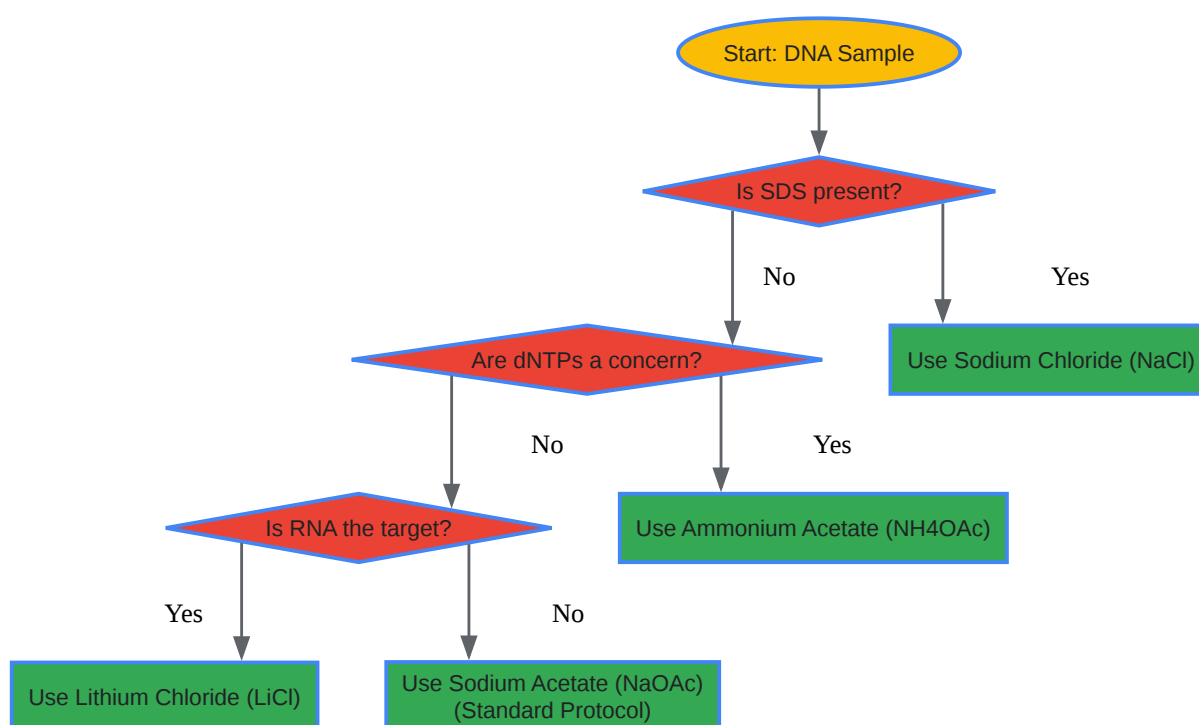 Start: DNA Sample
Is SDS present?
No
Yes
Are dNTPs a concern?
Use Sodium Chloride (NaCl)
No
Yes
Is RNA the target?
Use Ammonium Acetate (NH4OAc)
Yes
No
Use Lithium Chloride (LiCl)
Use Sodium Acetate (NaOAc)
(Standard Protocol)